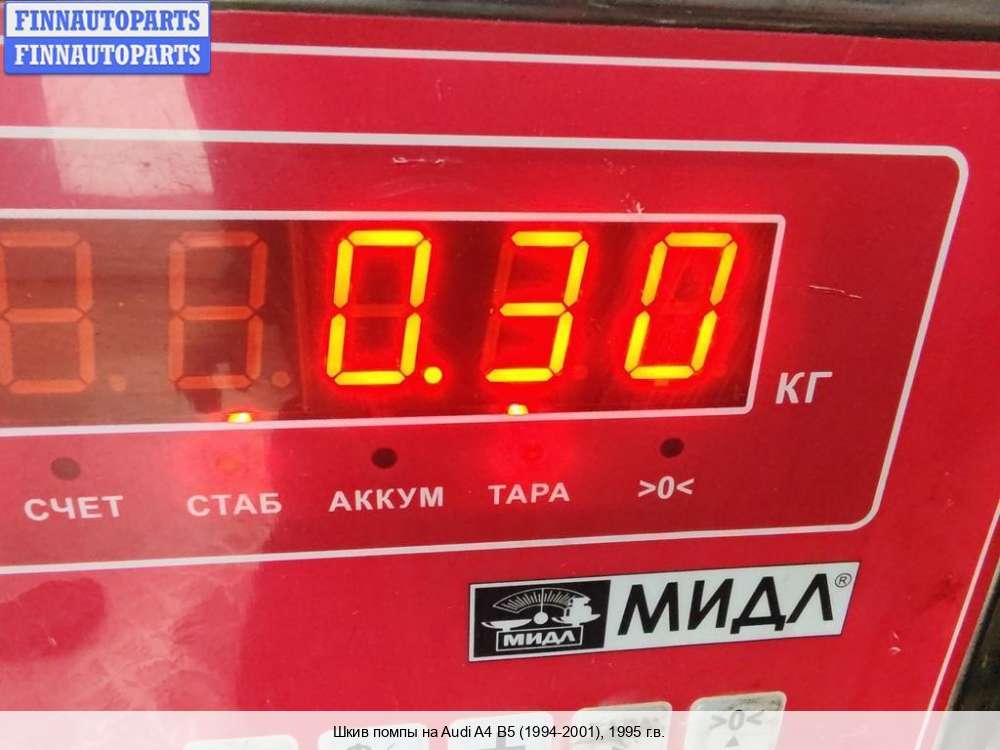 FINNAUTOPARTS
FINNAUTOPARTS
0.30
КГ
СЧЕТ СТАБ АККУМ ТАРА >0<
МИДЛ МИДЛ®
>0<
Шкив помпы на Audi A4 B5 (1994-2001), 1995 г.в.